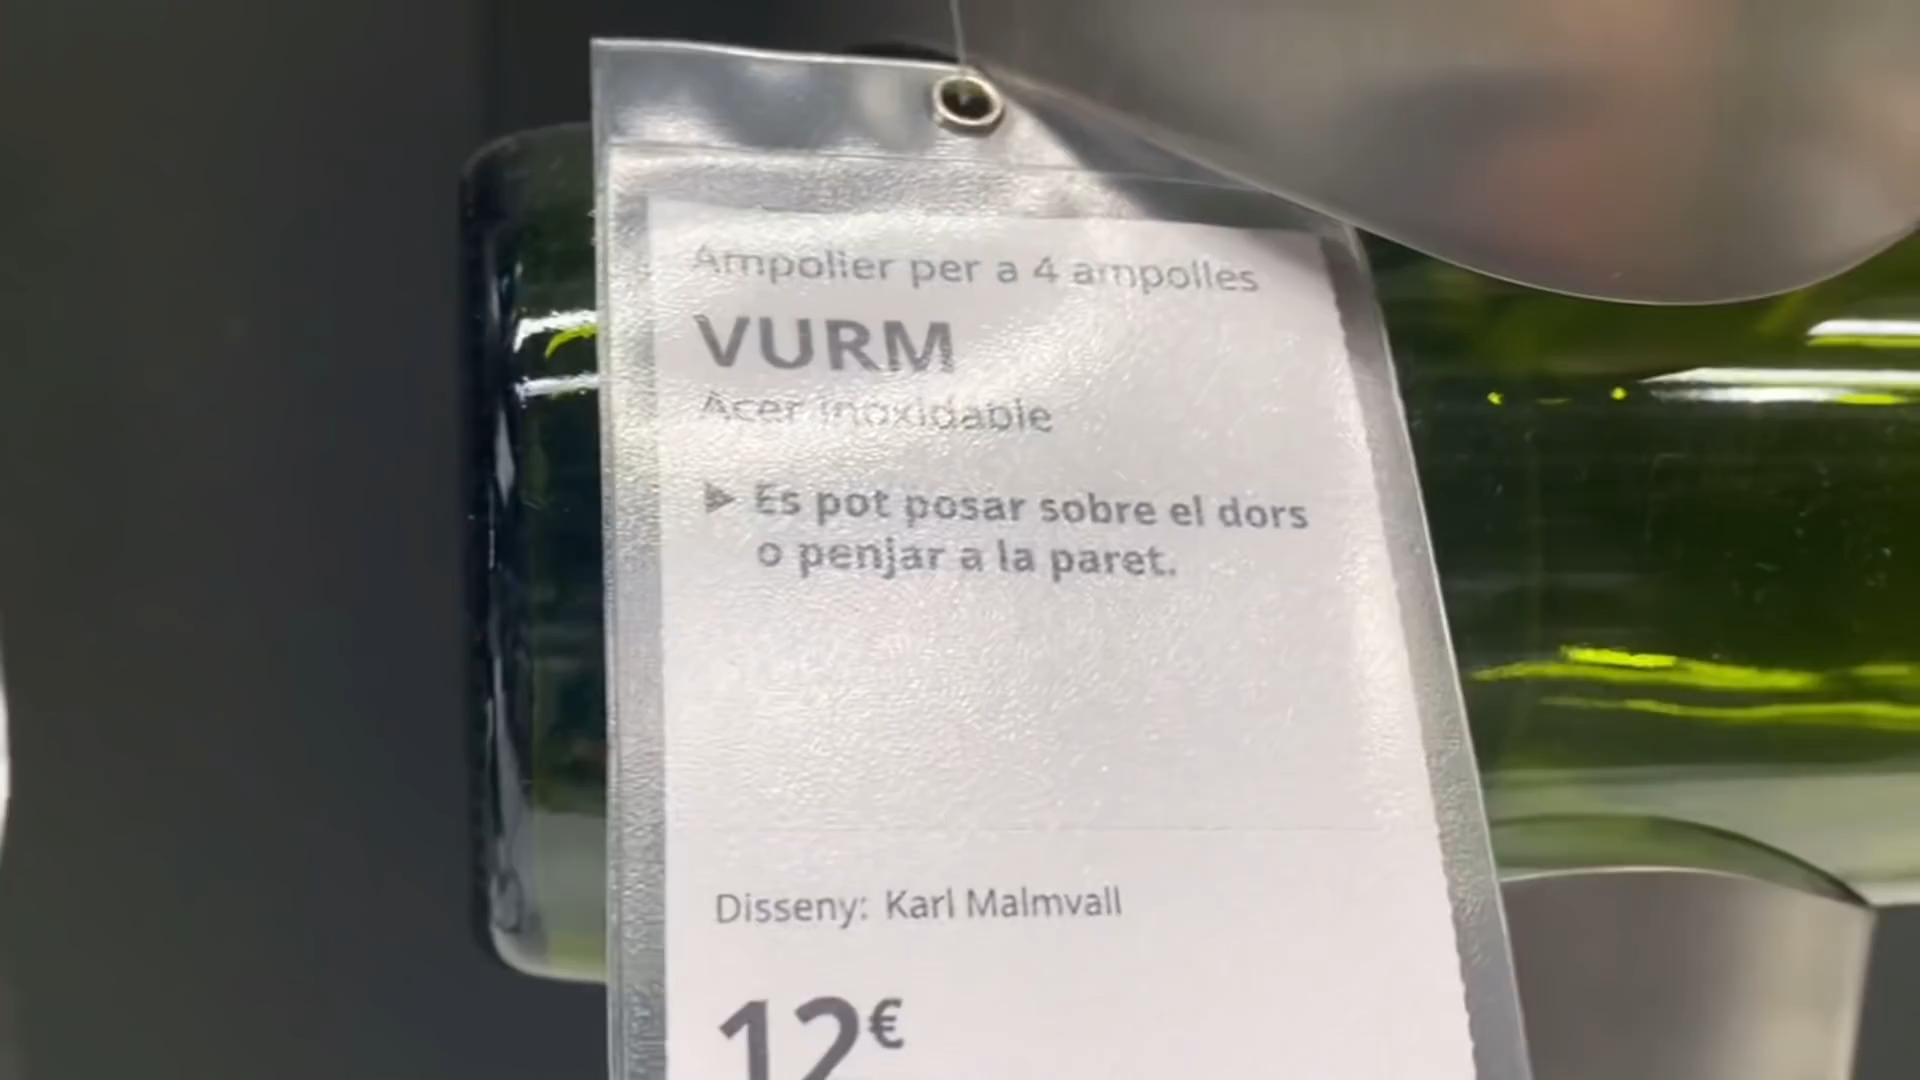 Ampoller per a 4 ampolles
VURM
Acer inoxidable
► Es pot posar sobre el dors
o penjar a la paret.
Disseny: Karl Malmvall
12€